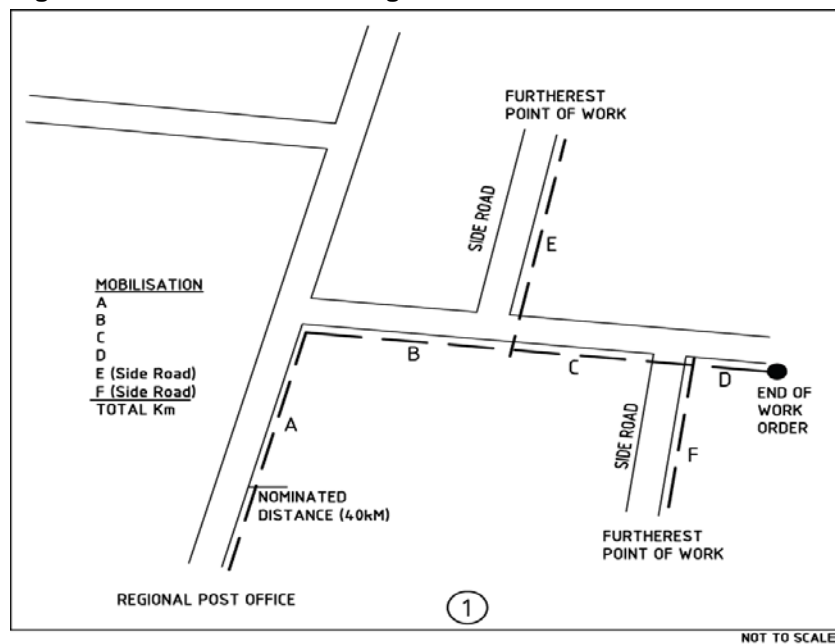 FURTHEREST
POINT OF WORK
SIDE ROAD
E
MOBILISATION
A
B
C
D
E (Side Road)
F (Side Road)
TOTAL Km
B
C
D
END OF
WORK
ORDER
A
SIDE ROAD
F
NOMINATED
DISTANCE (40kM)
FURTHEREST
POINT OF WORK
REGIONAL POST OFFICE
1
NOT TO SCALE